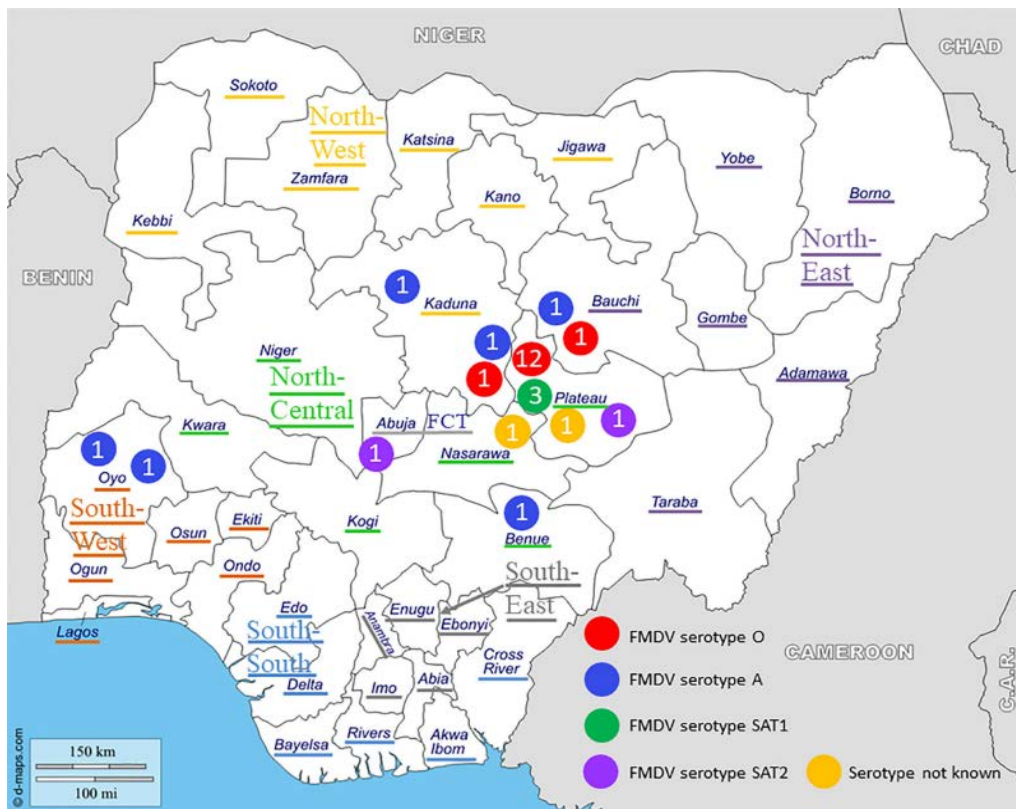 NIGER
CHAD
Sokoto
North-
West
Katsina
Jigawa
Yobe
Zamfara
Kano
Borno
Kebbi
North-
East
BENIN
1
Kaduna
1
Bauchi
Gombe
1
1
12
1
Niger
North-
Central
Adamawa
3
Plateau
Abuja
FCT
1
1
1
Kwara
1
Nasarawa
1
1
Oyo
Taraba
South-
West
Kogi
1
Benue
Osun
Ekiti
Ogun
Ondo
South-
East
Edo
Enugu
Ebonyi
Anambra
Lagos
South-
South
Cross
River
Delta
Imo
Abia
Bayelsa
Rivers
Akwa
Ibom
CAMEROON
C.A.R.
FMDV serotype O
FMDV serotype A
FMDV serotype SAT1
FMDV serotype SAT2
Serotype not known
150 km
100 mi
© d-maps.com